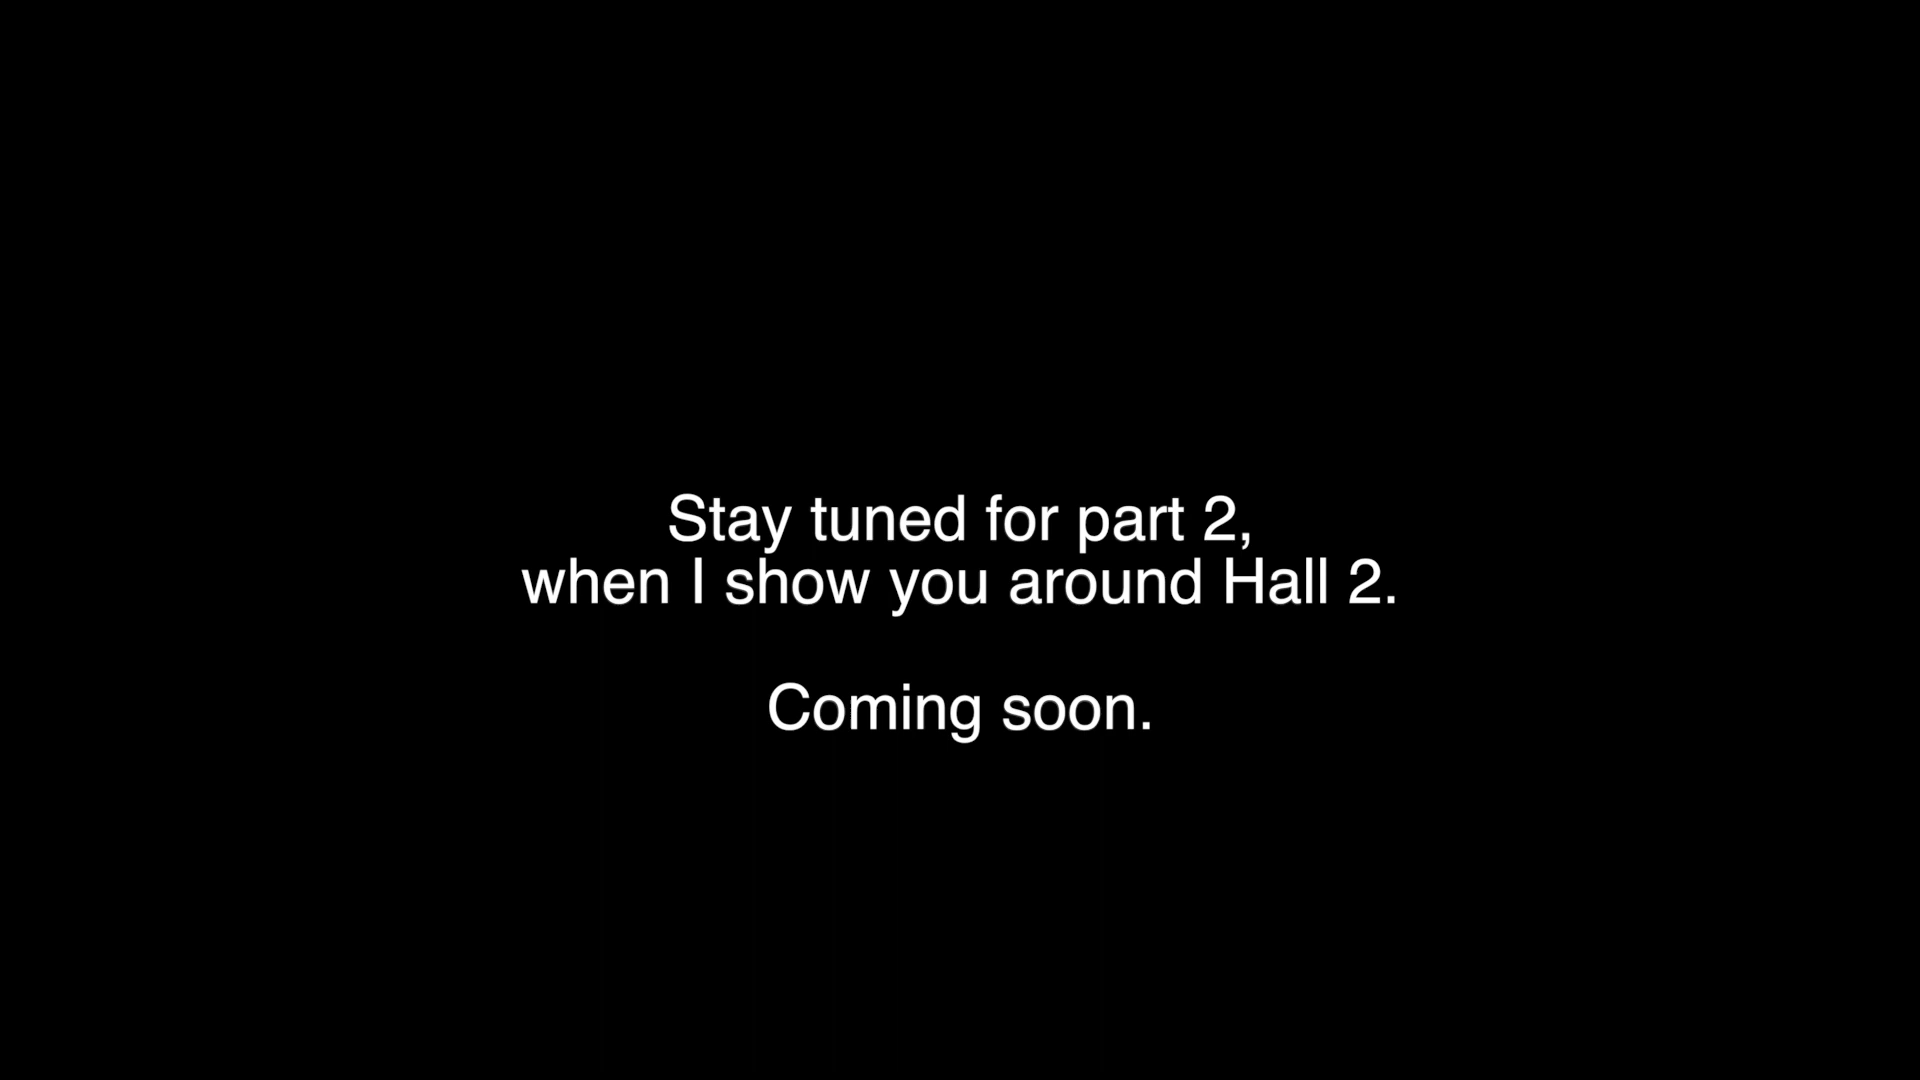 Stay tuned for part 2,
when I show you around Hall 2.
Coming soon.